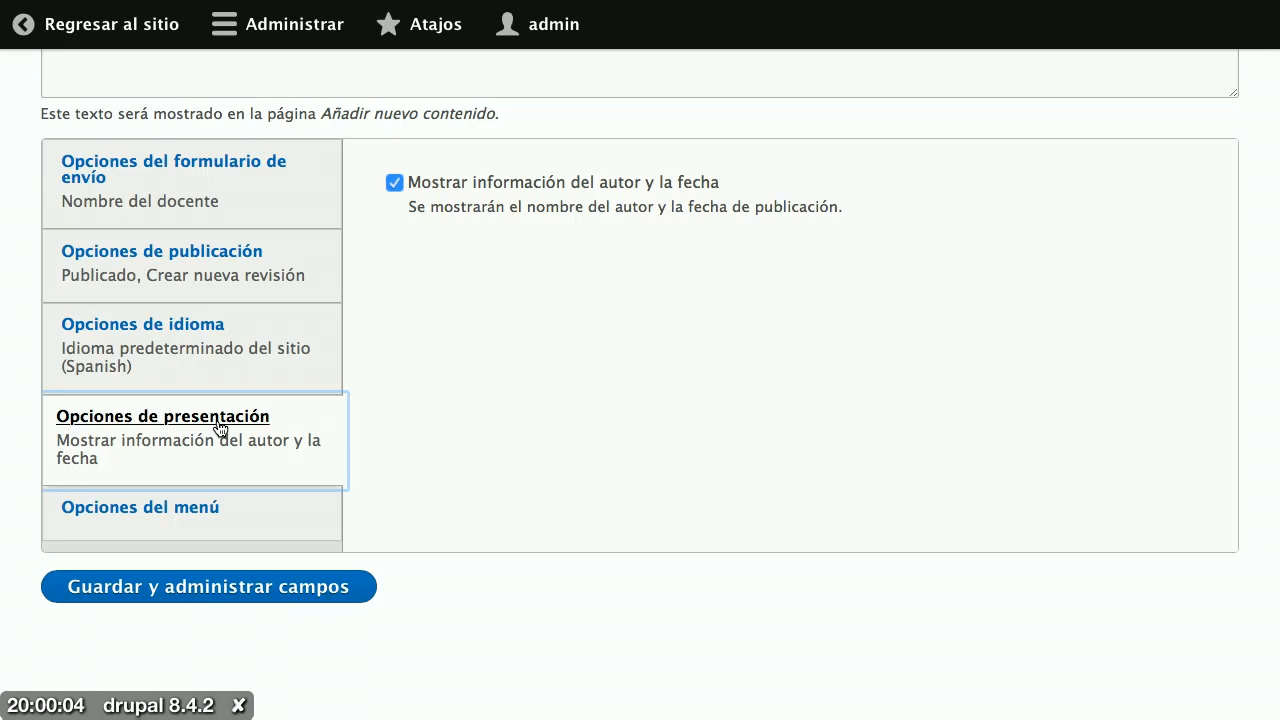 Regresar al sitio Administrar Atajos admin
Este texto será mostrado en la página Añadir nuevo contenido.
Opciones del formulario de
envío
Nombre del docente
Opciones de publicación
Publicado, Crear nueva revisión
Opciones de idioma
Idioma predeterminado del sitio
(Spanish)
Opciones de presentación
Mostrar información del autor y la
fecha
Opciones del menú
Mostrar información del autor y la fecha
Se mostrarán el nombre del autor y la fecha de publicación.
Guardar y administrar campos
20:00:04 drupal 8.4.2 ✘